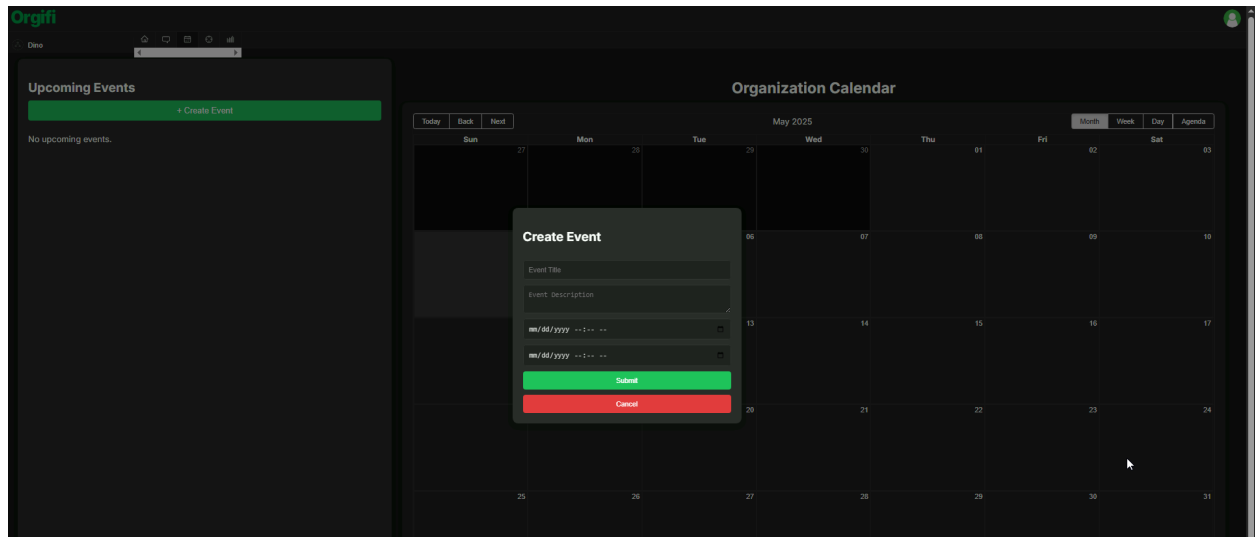 Orgifi
Dino
Upcoming Events
+ Create Event
No upcoming events.
Organization Calendar
Today Back Next
May 2025
Month Week Day Agenda
Sun Mon Tue Wed Thu Fri Sat
27 28 29 30 01 02 03
06 07 08 09 10
13 14 15 16 17
20 21 22 23 24
25 26 27 28 29 30 31
Create Event
Event Title
Event Description
mm/dd/yyyy --:-- --
mm/dd/yyyy --:-- --
Submit
Cancel